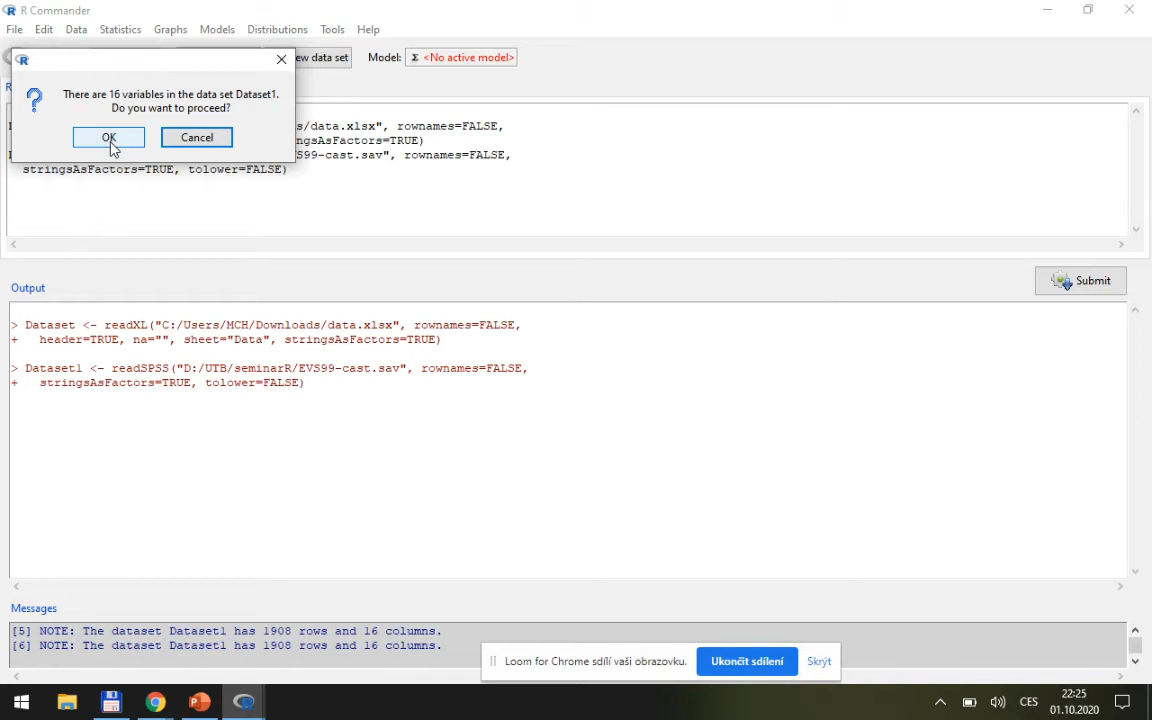 R Commander
File Edit Data Statistics Graphs Models Distributions Tools Help
ew data set Model: Σ <No active model>
There are 16 variables in the data set Dataset1.
Do you want to proceed?
OK Cancel
s/data.xlsx", rownames=FALSE,
ngsAsFactors=TRUE)
VS99-cast.sav", rownames=FALSE,
stringsAsFactors=TRUE, tolower=FALSE)
Submit
Output
> Dataset <- readXL("C:/Users/MCH/Downloads/data.xlsx", rownames=FALSE,
+ header=TRUE, na="", sheet="Data", stringsAsFactors=TRUE)
> Dataset1 <- readSPSS("D:/UTB/seminarR/EVS99-cast.sav", rownames=FALSE,
+ stringsAsFactors=TRUE, tolower=FALSE)
Messages
[5] NOTE: The dataset Dataset1 has 1908 rows and 16 columns.
[6] NOTE: The dataset Dataset1 has 1908 rows and 16 columns.
Loom for Chrome sdílí vaši obrazovku. Ukončit sdílení Skrýt
CES
22:25
01.10.2020